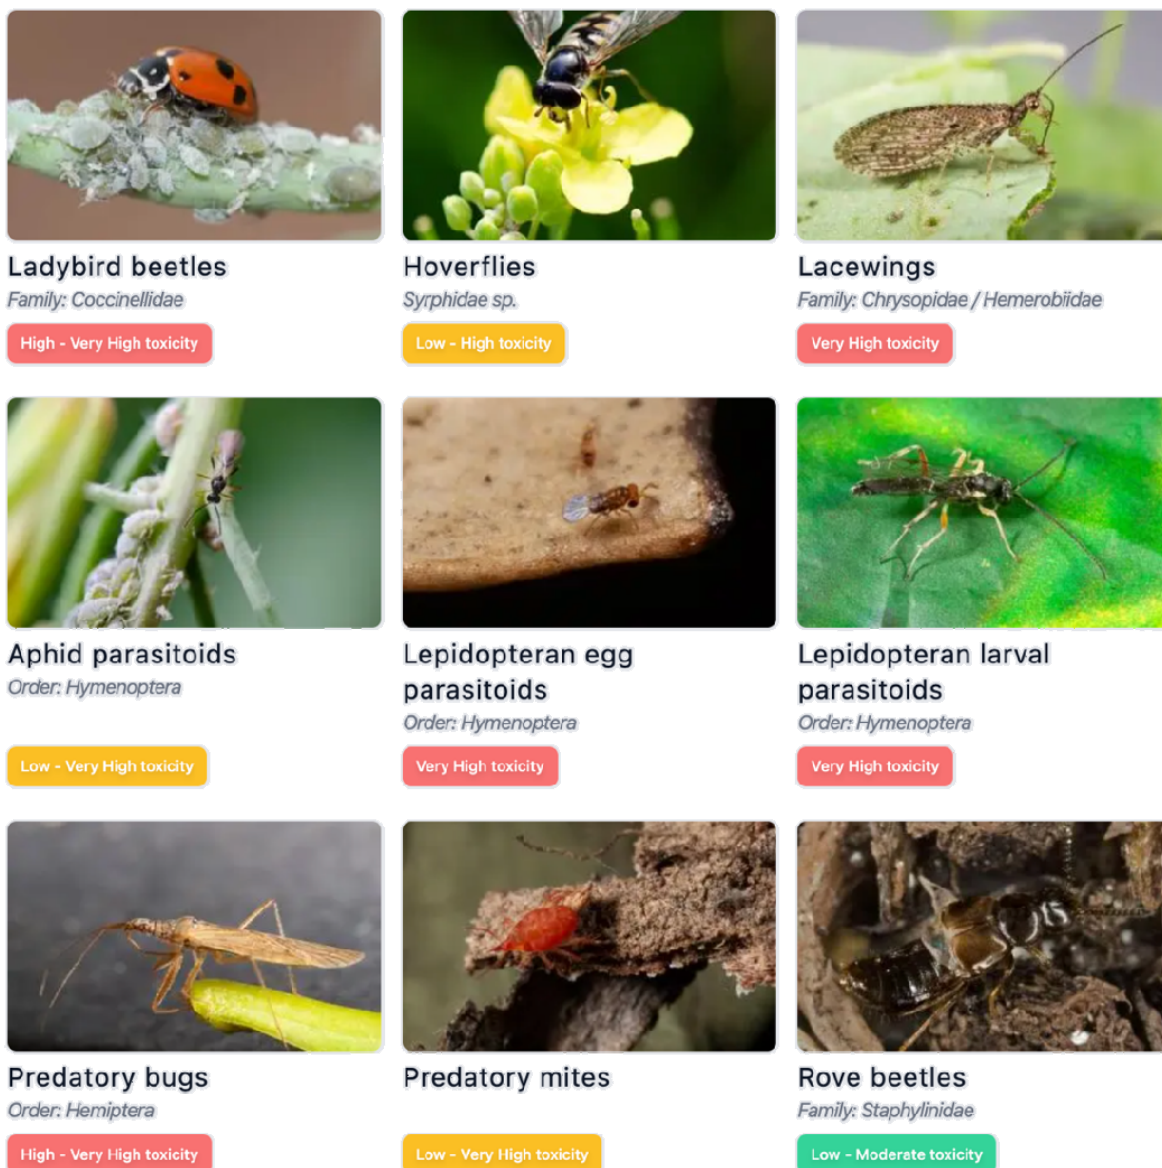 Ladybird beetles
Family: Coccinellidae
High - Very High toxicity
Hoverflies
Syrphidae sp.
Low - High toxicity
Lacewings
Family: Chrysopidae / Hemerobiidae
Very High toxicity
Aphid parasitoids
Order: Hymenoptera
Low - Very High toxicity
Lepidopteran egg
parasitoids
Order: Hymenoptera
Very High toxicity
Lepidopteran larval
parasitoids
Order: Hymenoptera
Very High toxicity
Predatory bugs
Order: Hemiptera
High - Very High toxicity
Predatory mites
Low - Very High toxicity
Rove beetles
Family: Staphylinidae
Low - Moderate toxicity